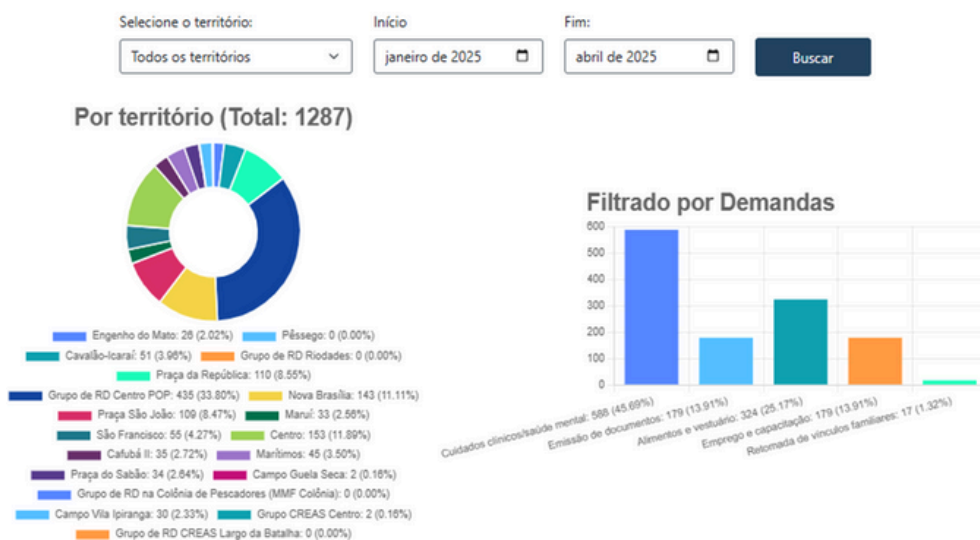 Selecione o território:
Início
Fim:
Todos os territórios
janeiro de 2025
abril de 2025
Buscar
Por território (Total: 1287)
Engenho do Mato: 26 (2.02%)
Pêssego: 0 (0.00%)
Cavalão-Icaraí: 51 (3.96%)
Grupo de RD Riodades: 0 (0.00%)
Praça da República: 110 (8.55%)
Grupo de RD Centro POP: 435 (33.80%)
Nova Brasília: 143 (11.11%)
Praça São João: 109 (8.47%)
Maruí: 33 (2.56%)
São Francisco: 55 (4.27%)
Centro: 153 (11.89%)
Cafubá II: 35 (2.72%)
Marítimos: 45 (3.50%)
Praça do Sabão: 34 (2.64%)
Campo Guela Seca: 2 (0.16%)
Grupo de RD na Colônia de Pescadores (MMF Colônia): 0 (0.00%)
Campo Vila Ipiranga: 30 (2.33%)
Grupo CREAS Centro: 2 (0.16%)
Grupo de RD CREAS Largo da Batalha: 0 (0.00%)
Filtrado por Demandas
600
500
400
300
200
100
0
Cuidados clínicos/saúde mental: 588 (45.69%)
Emissão de documentos: 179 (13.91%)
Alimentos e vestuário: 324 (25.17%)
Emprego e capacitação: 179 (13.91%)
Retomada de vínculos familiares: 17 (1.32%)